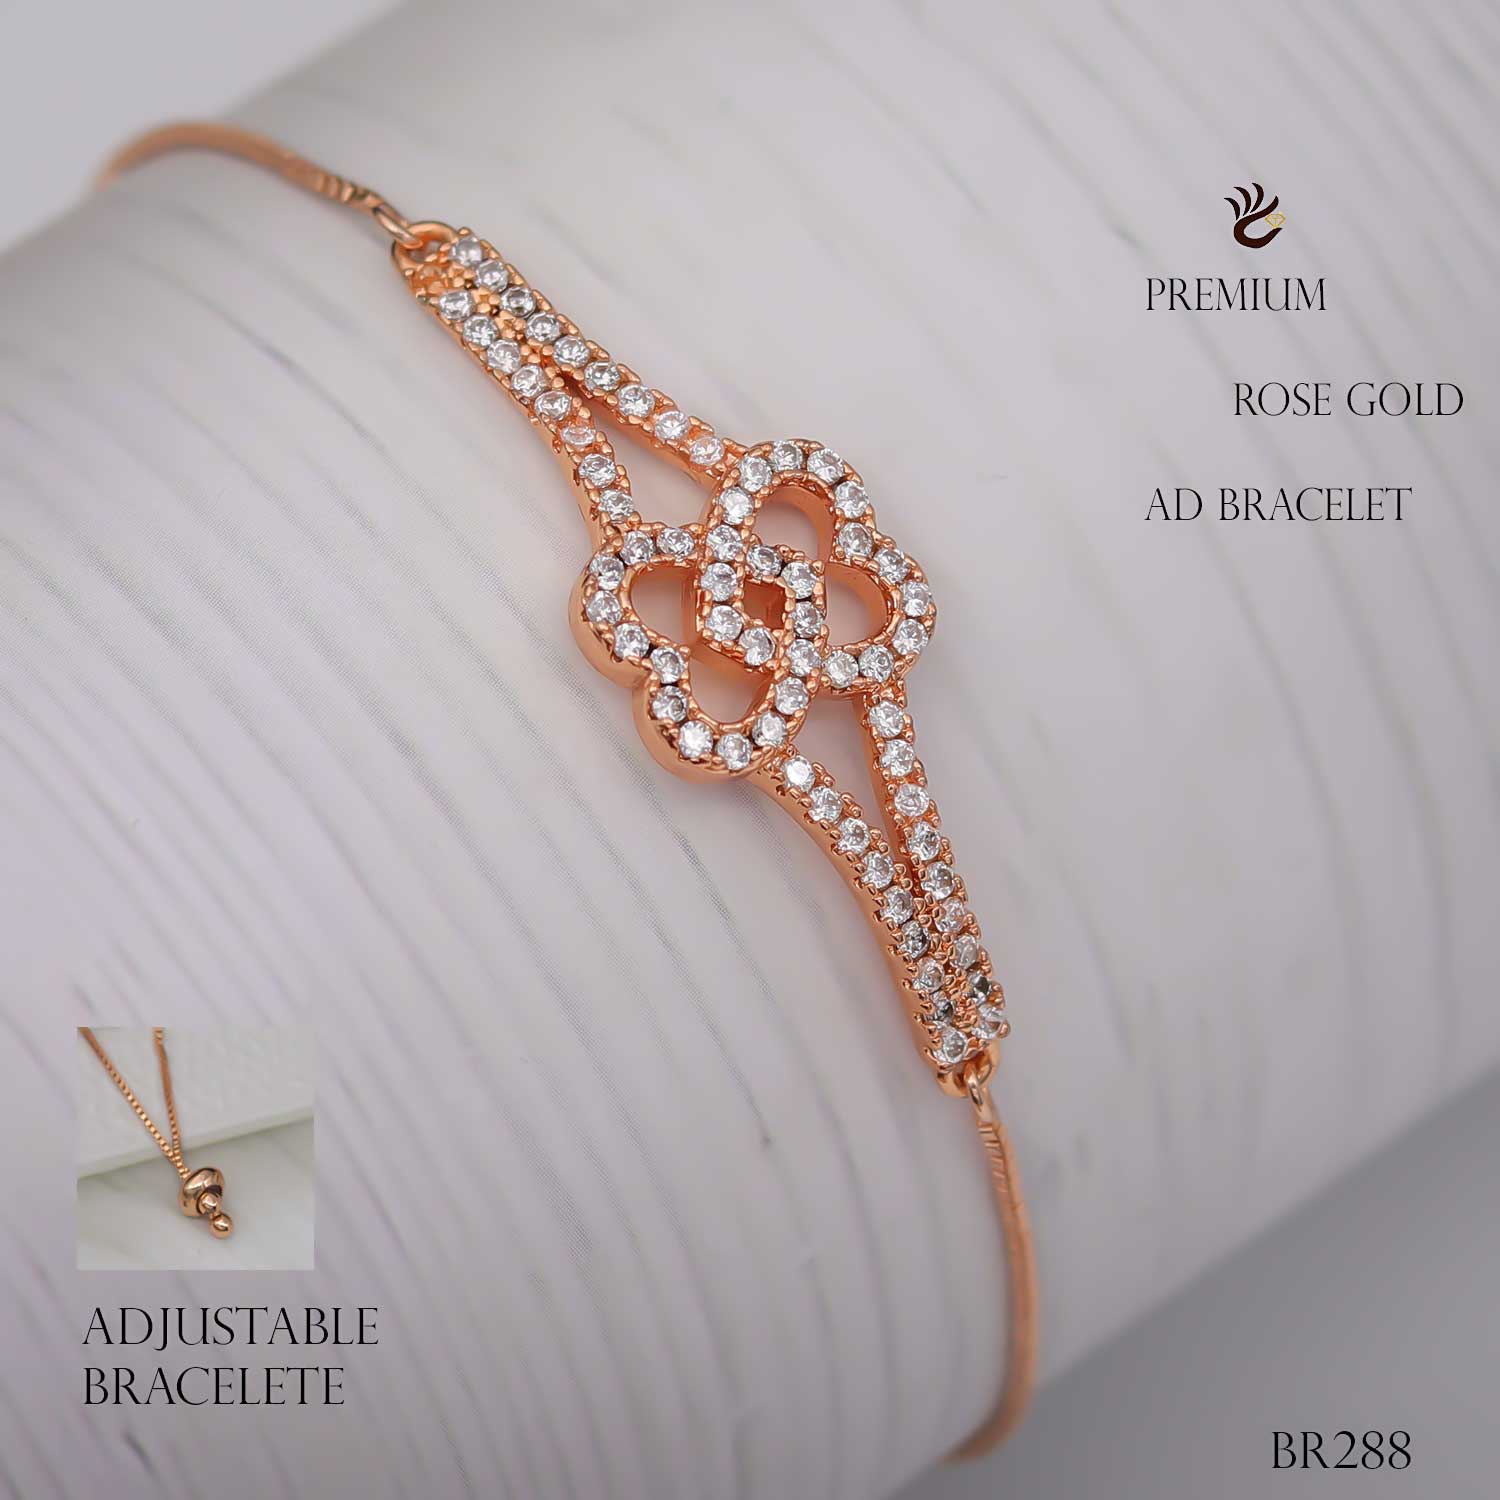 PREMIUM
ROSE GOLD
AD BRACELET
ADJUSTABLE
BRACELETE
BR288